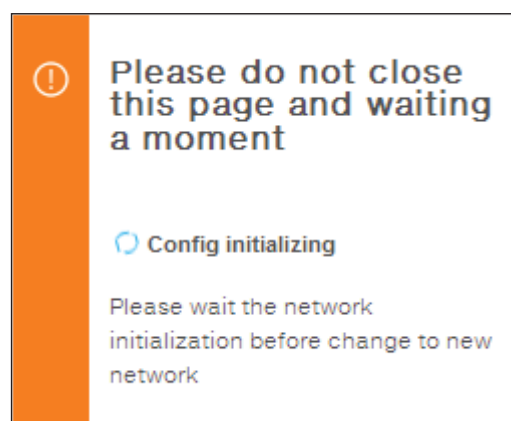 Please do not close
this page and waiting
a moment
Config initializing
Please wait the network
initialization before change to new
network